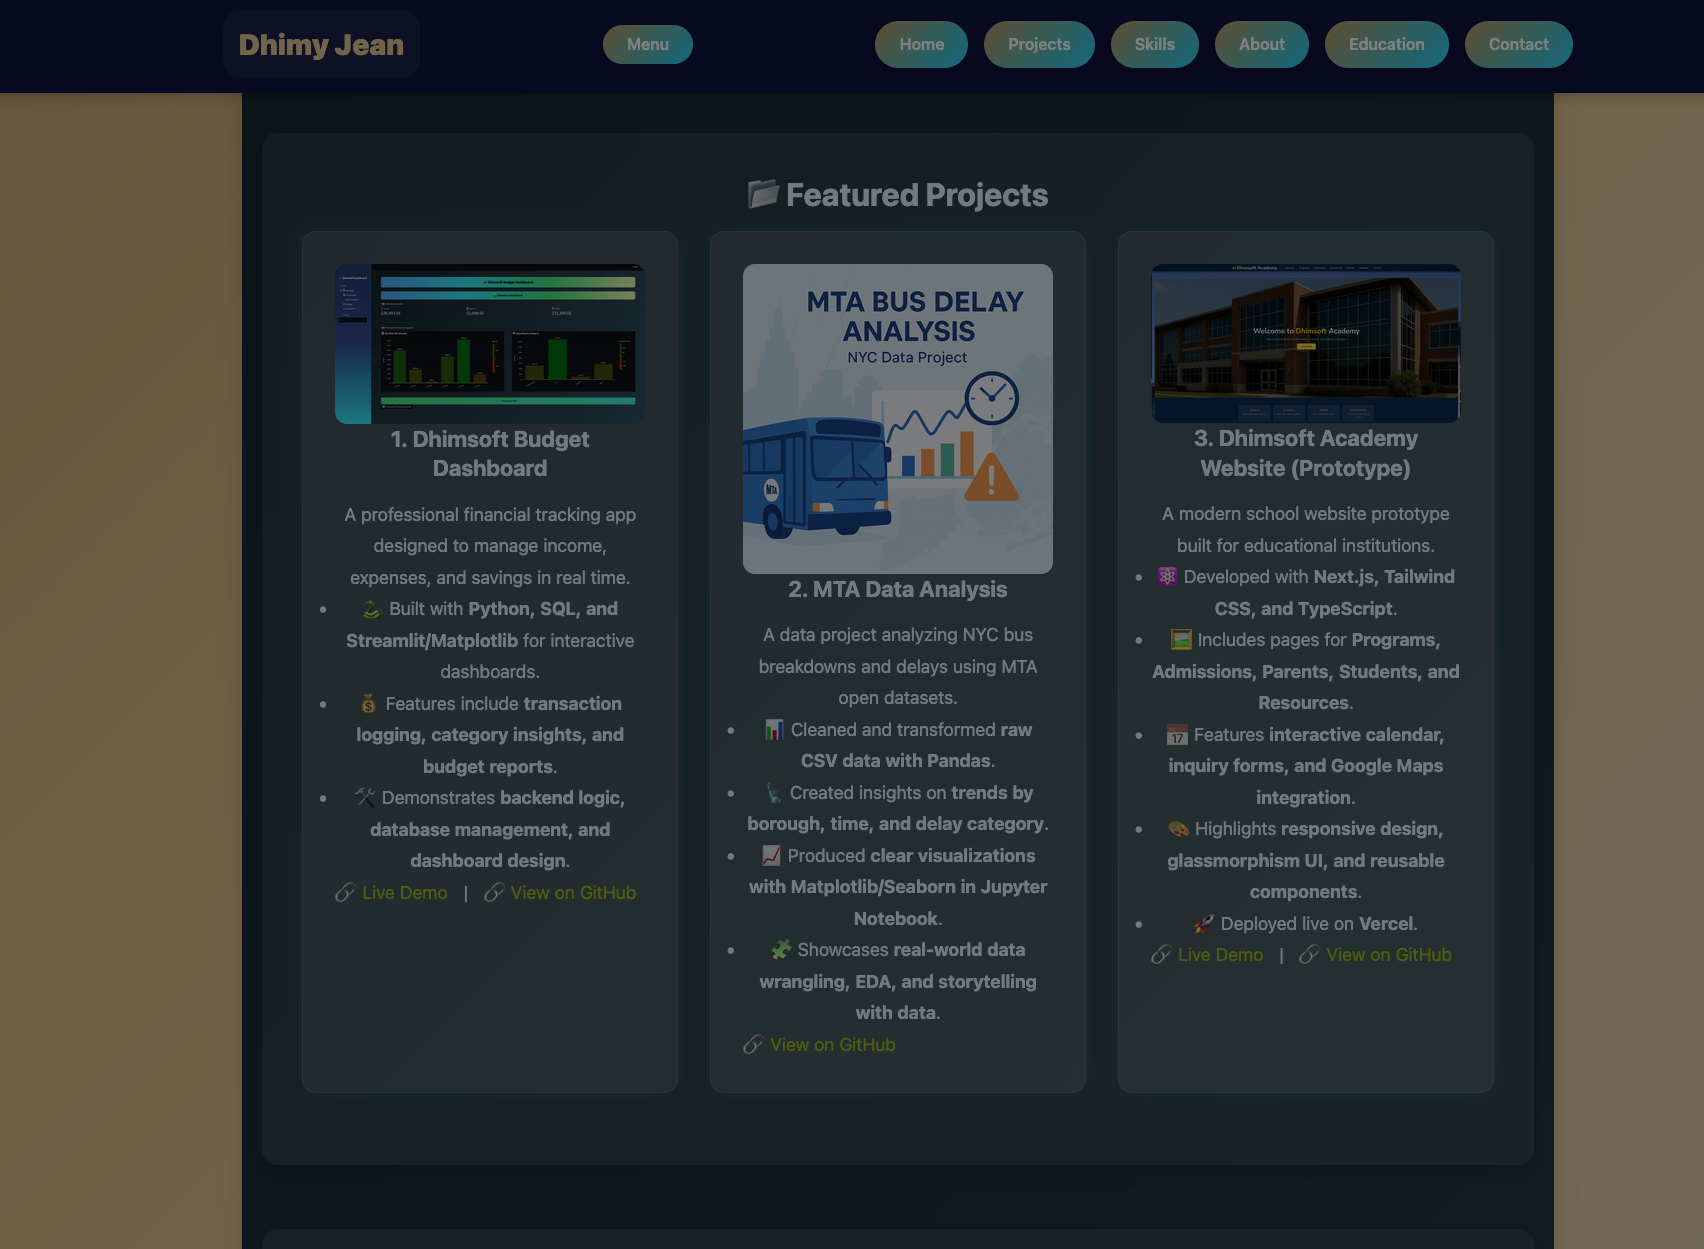 Dhimy Jean
Menu
Home
Projects
Skills
About
Education
Contact
📂 Featured Projects
Dhimsoft Budget Dashboard
1. Dhimsoft Budget
Dashboard
A professional financial tracking app
designed to manage income,
expenses, and savings in real time.
• 🐍 Built with Python, SQL, and
Streamlit/Matplotlib for interactive
dashboards.
• 💰 Features include transaction
logging, category insights, and
budget reports.
• 🛠️ Demonstrates backend logic,
database management, and
dashboard design.
🔗 Live Demo | 🔗 View on GitHub
MTA BUS DELAY
ANALYSIS
NYC Data Project
MTA
2. MTA Data Analysis
A data project analyzing NYC bus
breakdowns and delays using MTA
open datasets.
• 📊 Cleaned and transformed raw
CSV data with Pandas.
• 🗽 Created insights on trends by
borough, time, and delay category.
• 📈 Produced clear visualizations
with Matplotlib/Seaborn in Jupyter
Notebook.
• 🧩 Showcases real-world data
wrangling, EDA, and storytelling
with data.
🔗 View on GitHub
Dhimsoft Academy
Welcome to Dhimsoft Academy
3. Dhimsoft Academy
Website (Prototype)
A modern school website prototype
built for educational institutions.
• ⚛️ Developed with Next.js, Tailwind
CSS, and TypeScript.
• 🖼️ Includes pages for Programs,
Admissions, Parents, Students, and
Resources.
• 📅 Features interactive calendar,
inquiry forms, and Google Maps
integration.
• 🎨 Highlights responsive design,
glassmorphism UI, and reusable
components.
• 🚀 Deployed live on Vercel.
🔗 Live Demo | 🔗 View on GitHub